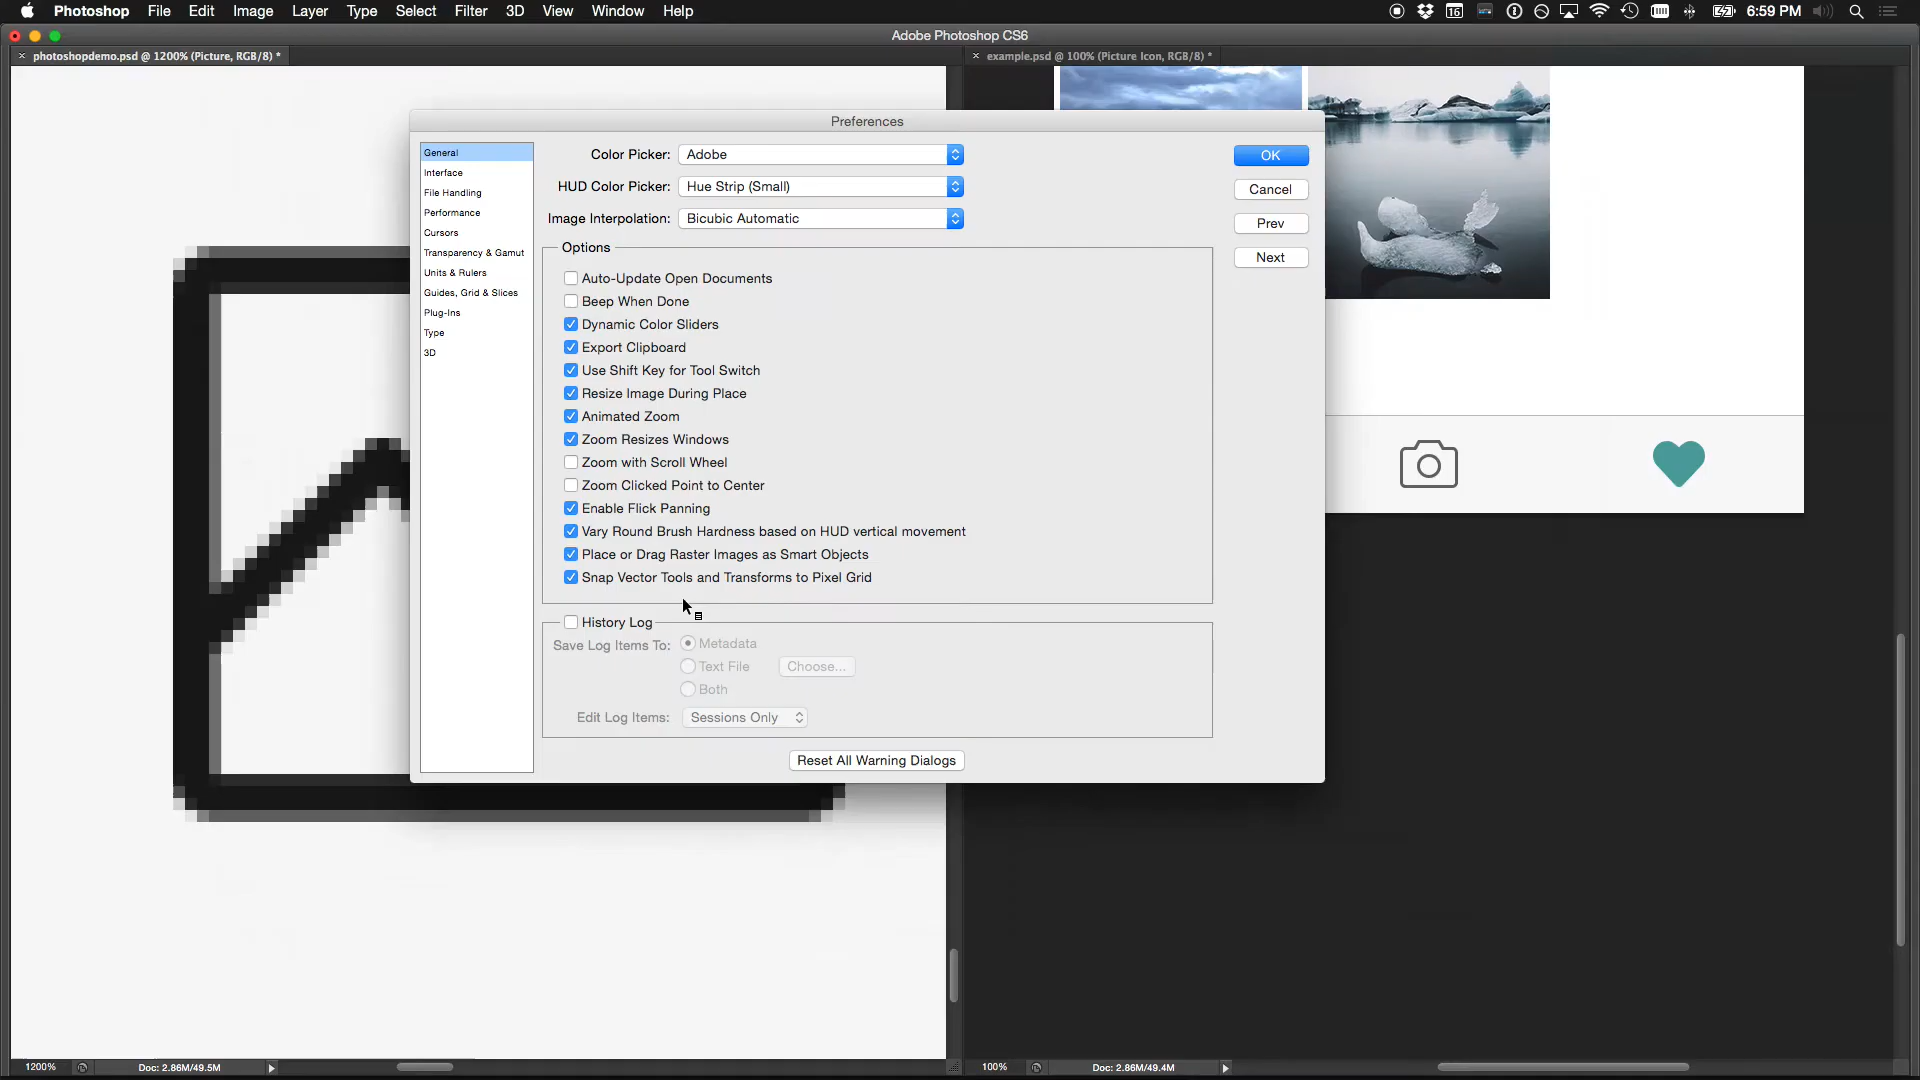 Photoshop File Edit Image Layer Type Select Filter 3D View Window Help 16 6:59 PM
Adobe Photoshop CS6
photoshopdemo.psd @ 1200% (Picture, RGB/8) *
example.psd @ 100% (Picture Icon, RGB/8) *
Preferences
General
Interface
File Handling
Performance
Cursors
Transparency & Gamut
Units & Rulers
Guides, Grid & Slices
Plug-Ins
Type
3D
Color Picker: Adobe
HUD Color Picker: Hue Strip (Small)
Image Interpolation: Bicubic Automatic
Options
Auto-Update Open Documents
Beep When Done
Dynamic Color Sliders
Export Clipboard
Use Shift Key for Tool Switch
Resize Image During Place
Animated Zoom
Zoom Resizes Windows
Zoom with Scroll Wheel
Zoom Clicked Point to Center
Enable Flick Panning
Vary Round Brush Hardness based on HUD vertical movement
Place or Drag Raster Images as Smart Objects
Snap Vector Tools and Transforms to Pixel Grid
History Log
Save Log Items To: Metadata
Text File Choose...
Both
Edit Log Items: Sessions Only
Reset All Warning Dialogs
OK
Cancel
Prev
Next
1200% Doc: 2.86M/49.5M
100% Doc: 2.86M/49.4M